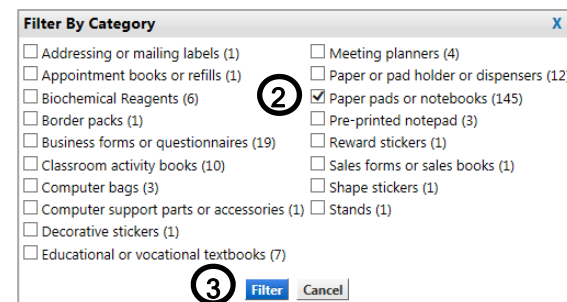 Filter By Category X
Addressing or mailing labels (1)
Appointment books or refills (1)
Biochemical Reagents (6)
Border packs (1)
Business forms or questionnaires (19)
Classroom activity books (10)
Computer bags (3)
Computer support parts or accessories (1)
Decorative stickers (1)
Educational or vocational textbooks (7)
Meeting planners (4)
Paper or pad holder or dispensers (12)
2 Paper pads or notebooks (145)
Pre-printed notepad (3)
Reward stickers (1)
Sales forms or sales books (1)
Shape stickers (1)
Stands (1)
3 Filter Cancel